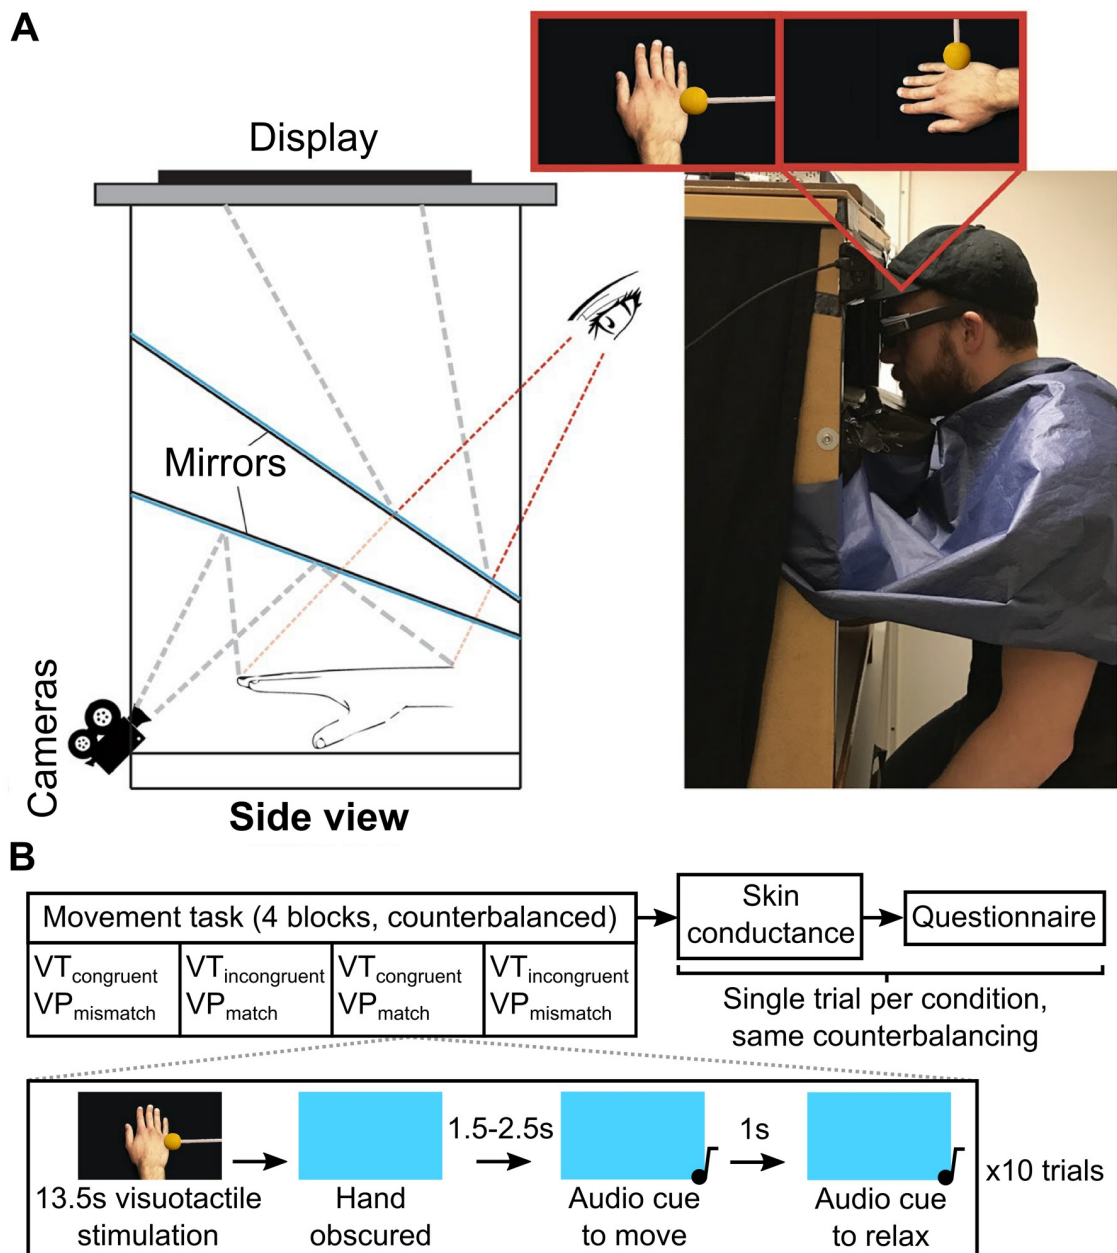 A
Display
Mirrors
Cameras
Side view
B
Movement task (4 blocks, counterbalanced)
VTcongruent
VPmismatch
VTincongruent
VPmatch
VTcongruent
VPmatch
VTincongruent
VPmismatch
Skin
conductance
Questionnaire
Single trial per condition,
same counterbalancing
13.5s visuotactile
stimulation
Hand
obscured
1.5-2.5s
Audio cue
to move
1s
Audio cue
to relax
x10 trials